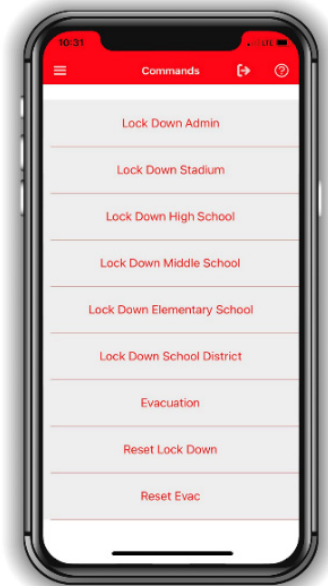 10:31
LTE
Commands
Lock Down Admin
Lock Down Stadium
Lock Down High School
Lock Down Middle School
Lock Down Elementary School
Lock Down School District
Evacuation
Reset Lock Down
Reset Evac